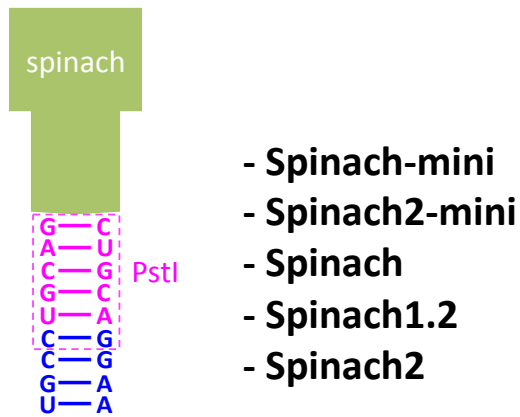 spinach
G C
A U
C G
G C
U A
C G
C G
G A
U A
PstI
- Spinach-mini
- Spinach2-mini
- Spinach
- Spinach1.2
- Spinach2